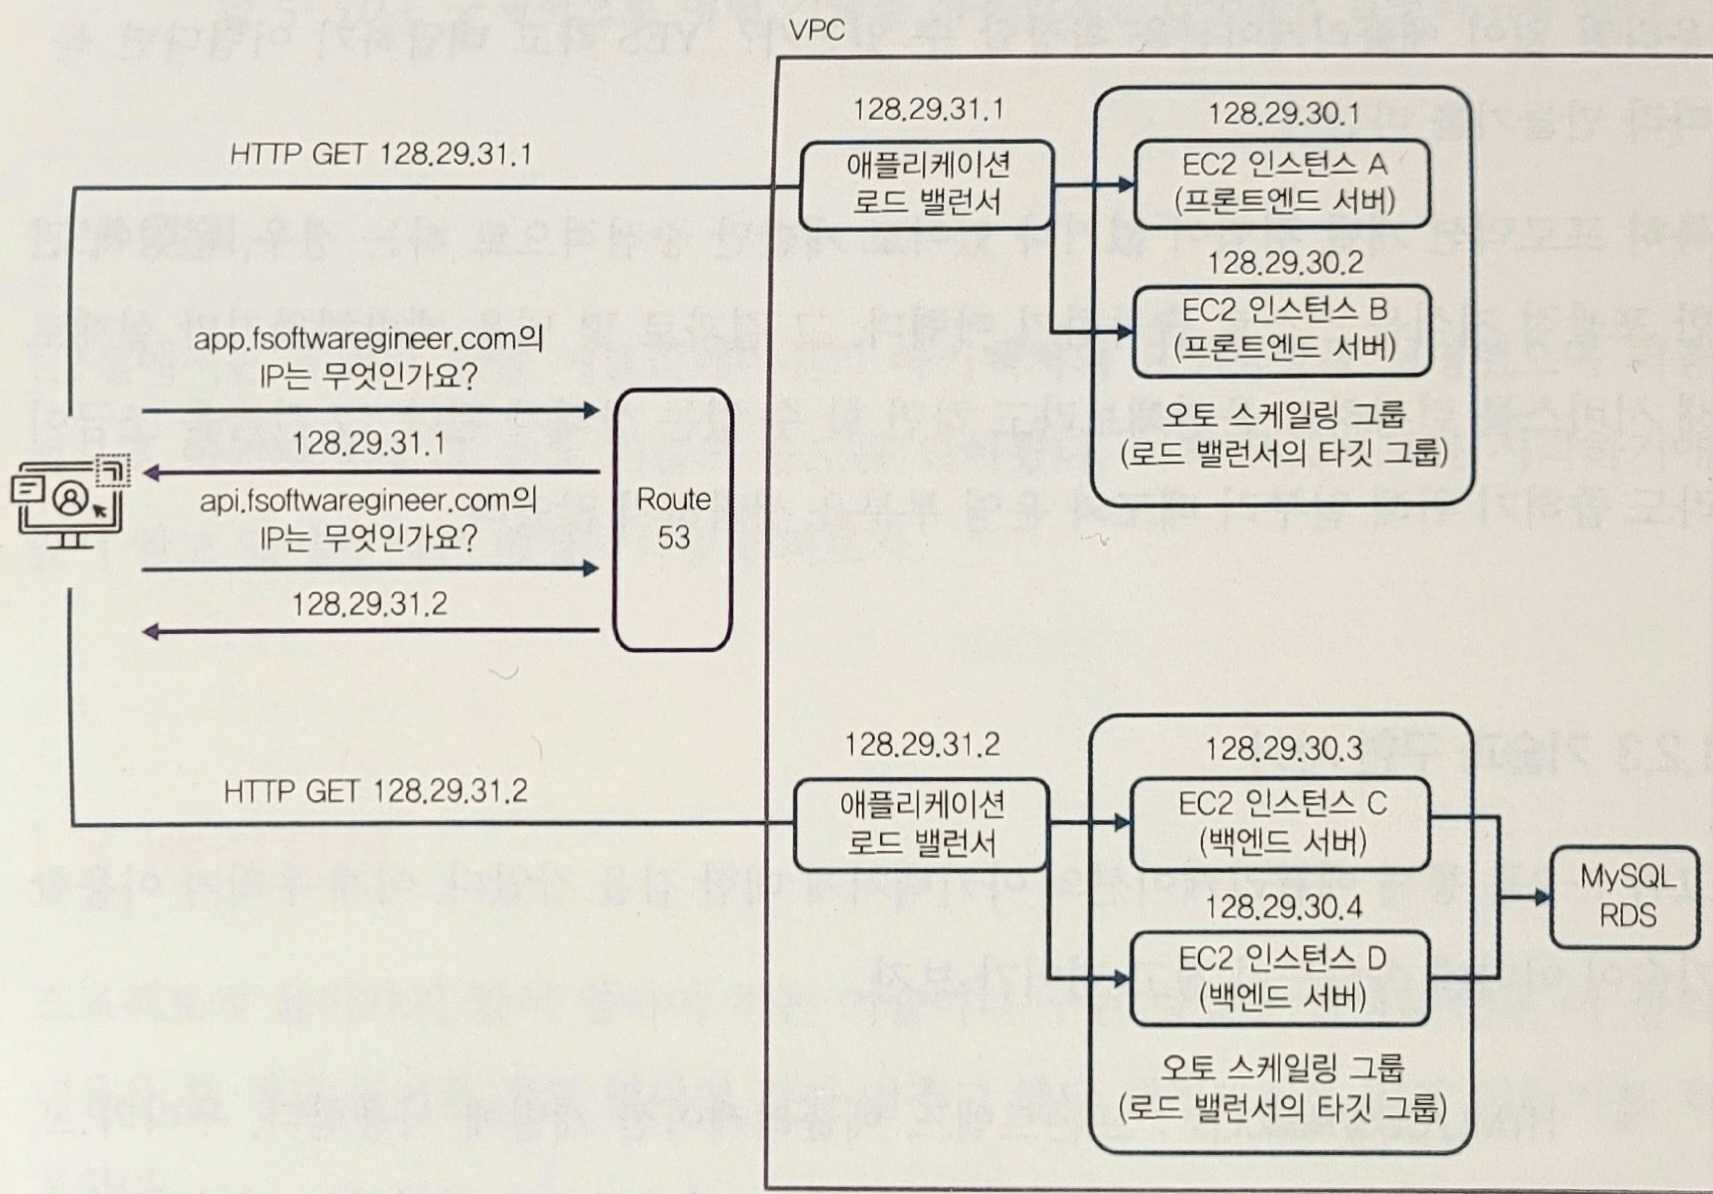 VPC
HTTP GET 128.29.31.1
app.fsoftwaregineer.com의
IP는 무엇인가요?
128.29.31.1
api.fsoftwaregineer.com의
IP는 무엇인가요?
128.29.31.2
Route
53
HTTP GET 128.29.31.2
128.29.31.1
애플리케이션
로드 밸런서
128.29.30.1
EC2 인스턴스 A
(프론트엔드 서버)
128.29.30.2
EC2 인스턴스 B
(프론트엔드 서버)
오토 스케일링 그룹
(로드 밸런서의 타깃 그룹)
128.29.31.2
애플리케이션
로드 밸런서
128.29.30.3
EC2 인스턴스 C
(백엔드 서버)
128.29.30.4
EC2 인스턴스 D
(백엔드 서버)
오토 스케일링 그룹
(로드 밸런서의 타깃 그룹)
MySQL
RDS